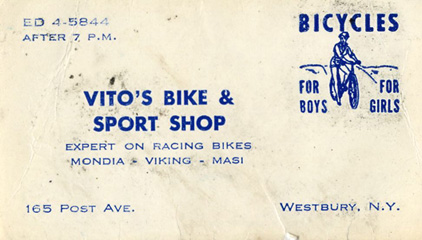 ED 4-5844
AFTER 7 P.M.
BICYCLES
FOR BOYS
FOR GIRLS
VITO'S BIKE &
SPORT SHOP
EXPERT ON RACING BIKES
MONDIA - VIKING - MASI
165 POST AVE.
WESTBURY, N.Y.